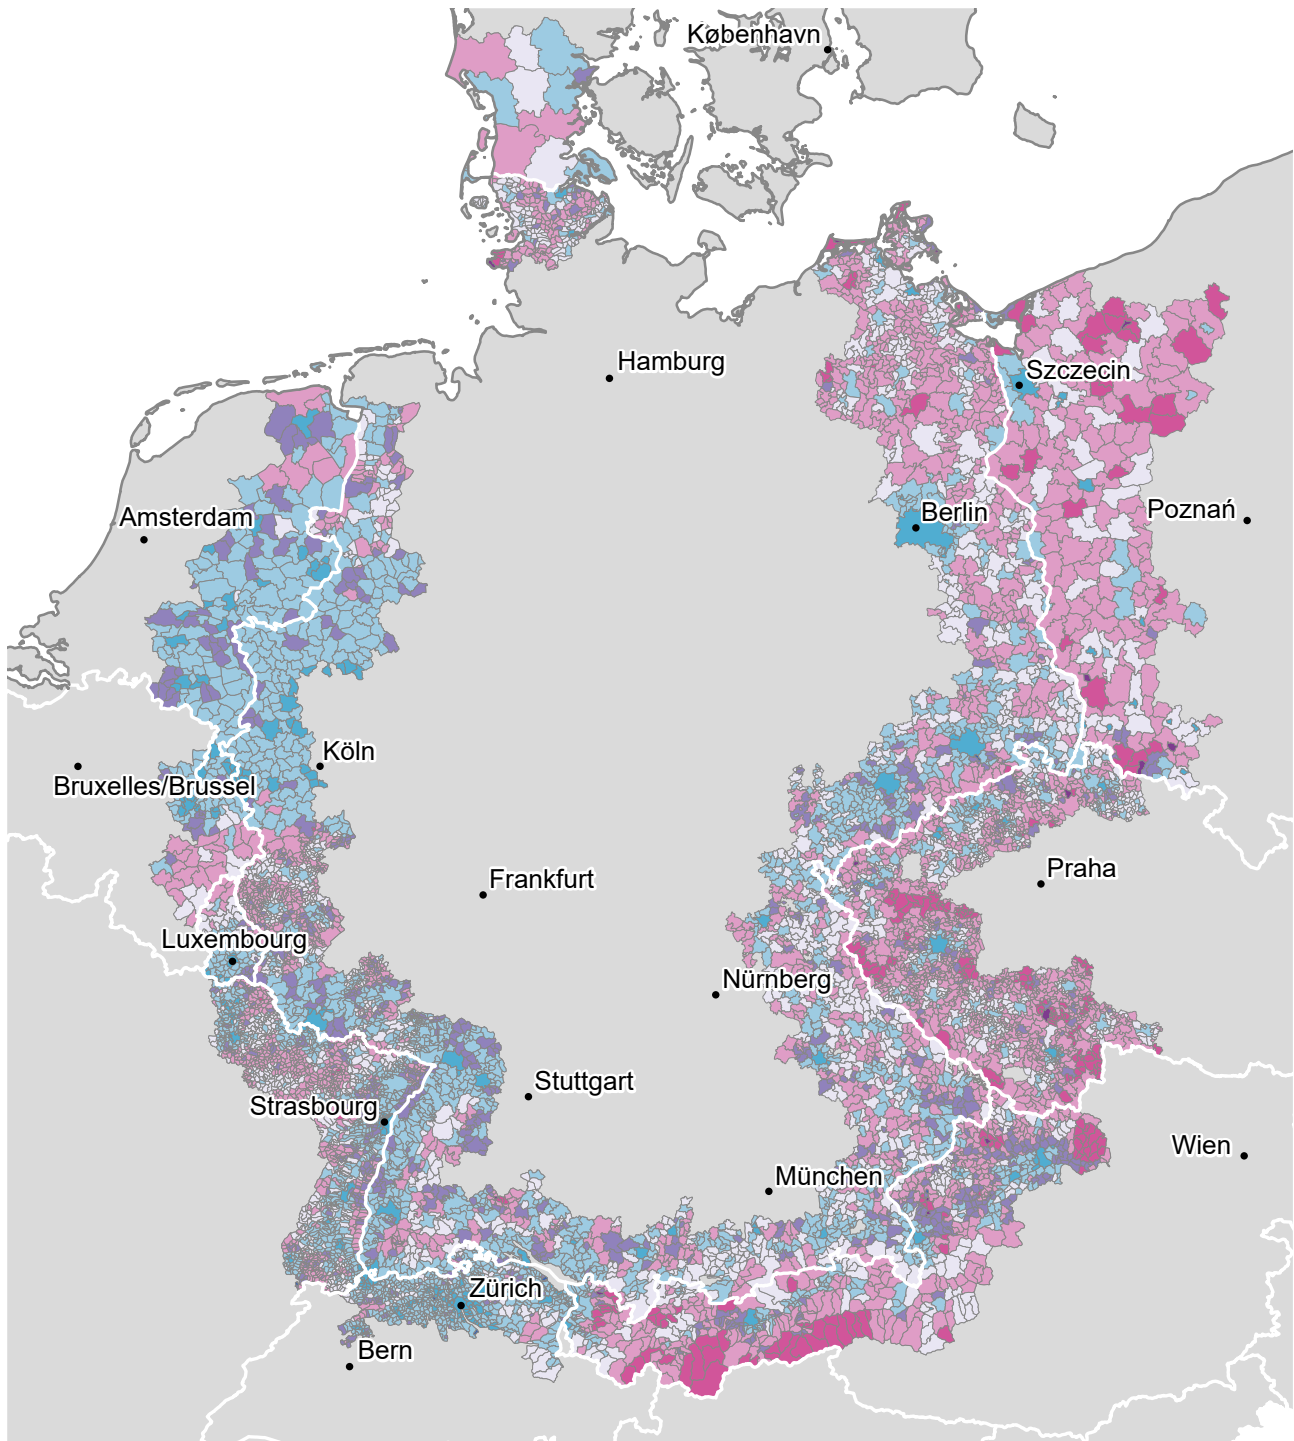 København
Hamburg
Szczecin
Amsterdam
Berlin
Poznań
Köln
Bruxelles/Brussel
Frankfurt
Praha
Luxembourg
Nürnberg
Stuttgart
Strasbourg
Wien
München
Zürich
Bern